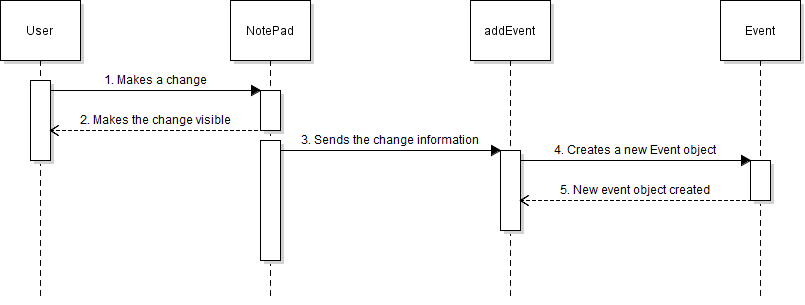 User
NotePad
addEvent
Event
1. Makes a change
2. Makes the change visible
3. Sends the change information
4. Creates a new Event object
5. New event object created